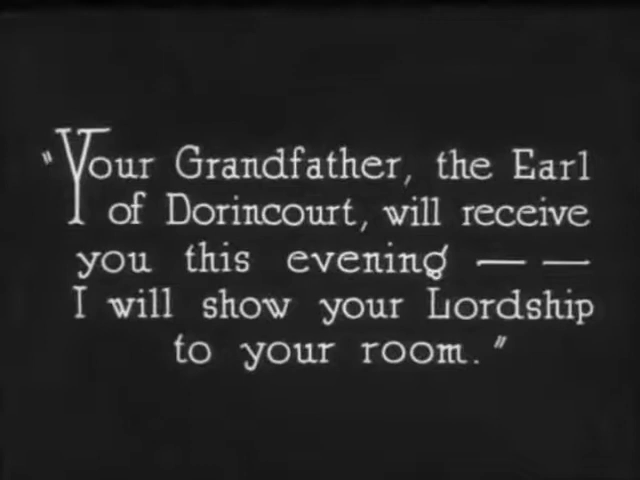 "Your Grandfather, the Earl
of Dorincourt, will receive
you this evening — —
I will show your Lordship
to your room."